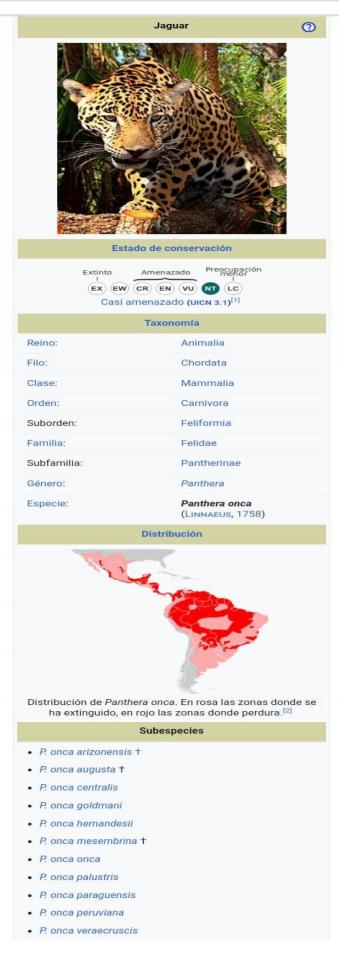 Jaguar ?
Estado de conservación
Extinto Amenazado Preocupación menor
EX EW CR EN VU NT LC
Casi amenazado (UICN 3.1)[1]
Taxonomía
Reino: Animalia
Filo: Chordata
Clase: Mammalia
Orden: Carnivora
Suborden: Feliformia
Familia: Felidae
Subfamilia: Pantherinae
Género: Panthera
Especie: Panthera onca
(LINNAEUS, 1758)
Distribución
Distribución de Panthera onca. En rosa las zonas donde se
ha extinguido, en rojo las zonas donde perdura.[2]
Subespecies
• P. onca arizonensis †
• P. onca augusta †
• P. onca centralis
• P. onca goldmani
• P. onca hernandesii
• P. onca mesembrina †
• P. onca onca
• P. onca palustris
• P. onca paraguensis
• P. onca peruviana
• P. onca veraecruscis